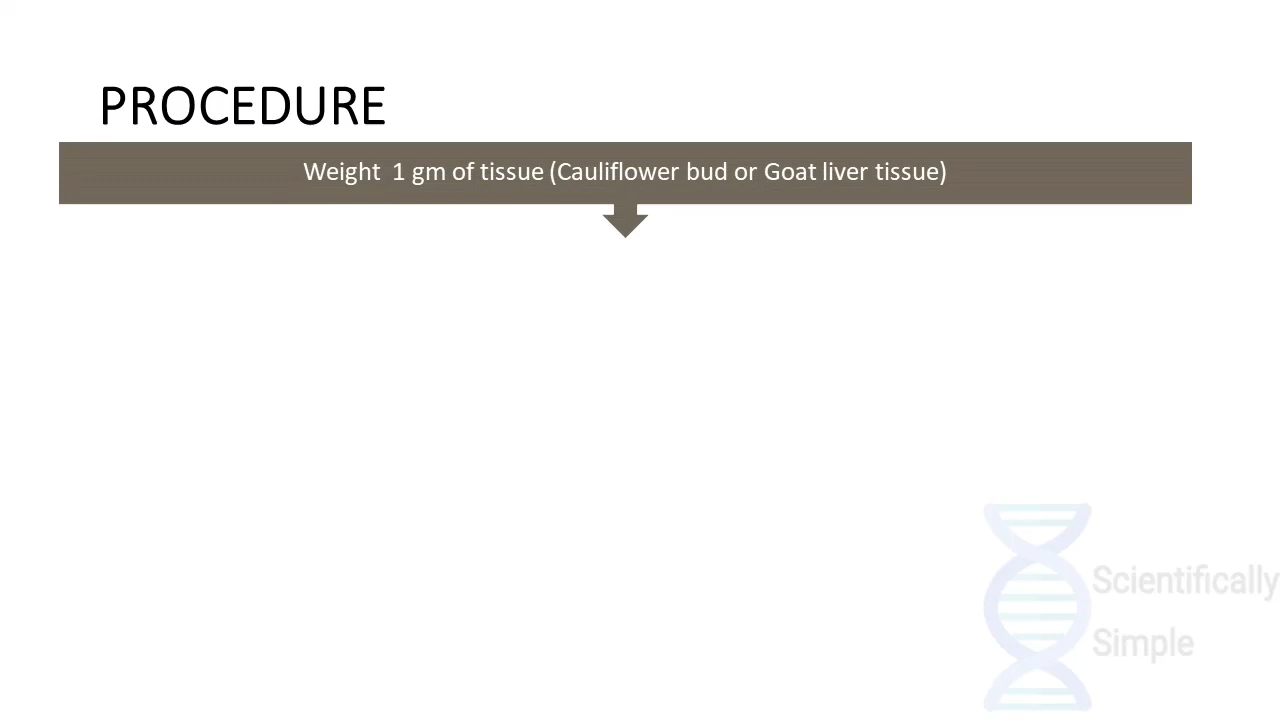 PROCEDURE
Weight 1 gm of tissue (Cauliflower bud or Goat liver tissue)
Scientifically
Simple